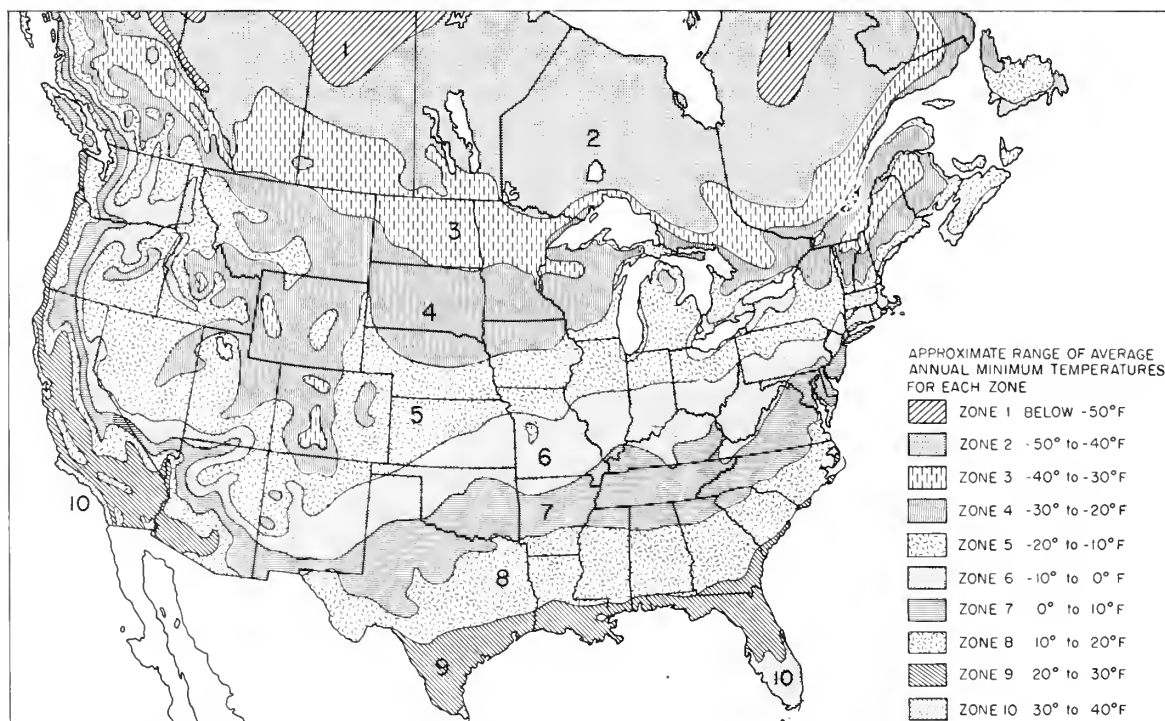 1
1
2
3
4
5
6
7
8
9
10
10
APPROXIMATE RANGE OF AVERAGE
ANNUAL MINIMUM TEMPERATURES
FOR EACH ZONE
ZONE 1 BELOW -50°F
ZONE 2 -50° to -40°F
ZONE 3 -40° to -30°F
ZONE 4 -30° to -20°F
ZONE 5 -20° to -10°F
ZONE 6 -10° to 0°F
ZONE 7 0° to 10°F
ZONE 8 10° to 20°F
ZONE 9 20° to 30°F
ZONE 10 30° to 40°F